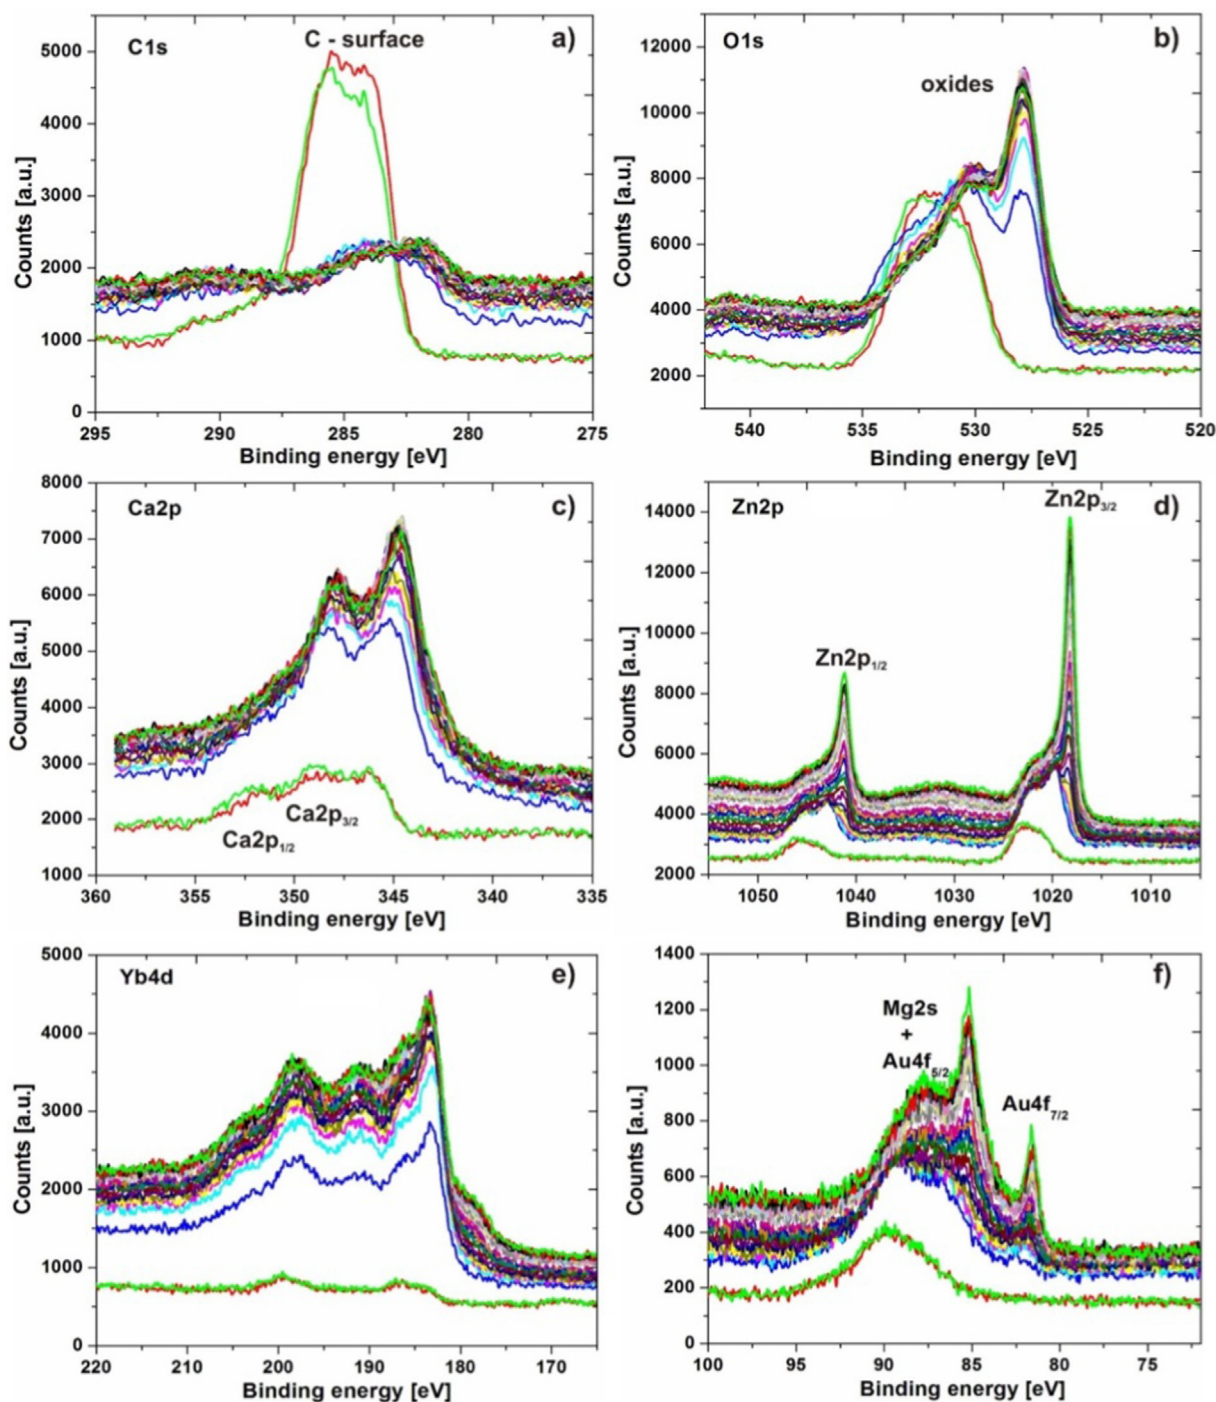 C1s
C - surface
a)
5000
4000
3000
2000
1000
0
Counts [a.u.]
295
290
285
280
275
Binding energy [eV]
O1s
oxides
b)
12000
10000
8000
6000
4000
2000
Counts [a.u.]
540
535
530
525
520
Binding energy [eV]
Ca2p
c)
8000
7000
6000
5000
4000
3000
2000
1000
Counts [a.u.]
Ca2p3/2
Ca2p1/2
360
355
350
345
340
335
Binding energy [eV]
Zn2p
Zn2p3/2
d)
Zn2p1/2
14000
12000
10000
8000
6000
4000
2000
Counts [a.u.]
1050
1040
1030
1020
1010
Binding energy [eV]
Yb4d
e)
5000
4000
3000
2000
1000
0
Counts [a.u.]
220
210
200
190
180
170
Binding energy [eV]
f)
Mg2s
+
Au4f5/2
Au4f7/2
1400
1200
1000
800
600
400
200
0
Counts [a.u.]
100
95
90
85
80
75
Binding energy [eV]